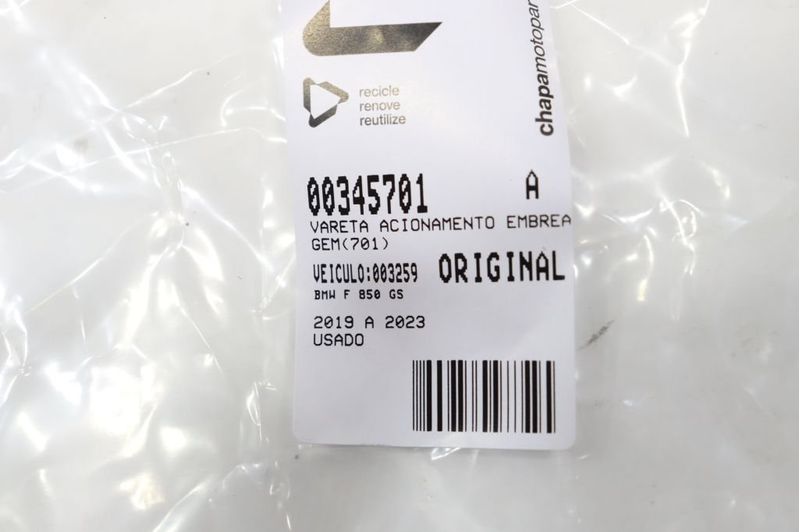 recicle
renove
reutilize
chapamotopar
00345701 A
VARETA ACIONAMENTO EMBREA
GEM(701)
VEICULO:003259 ORIGINAL
BMW F 850 GS
2019 A 2023
USADO